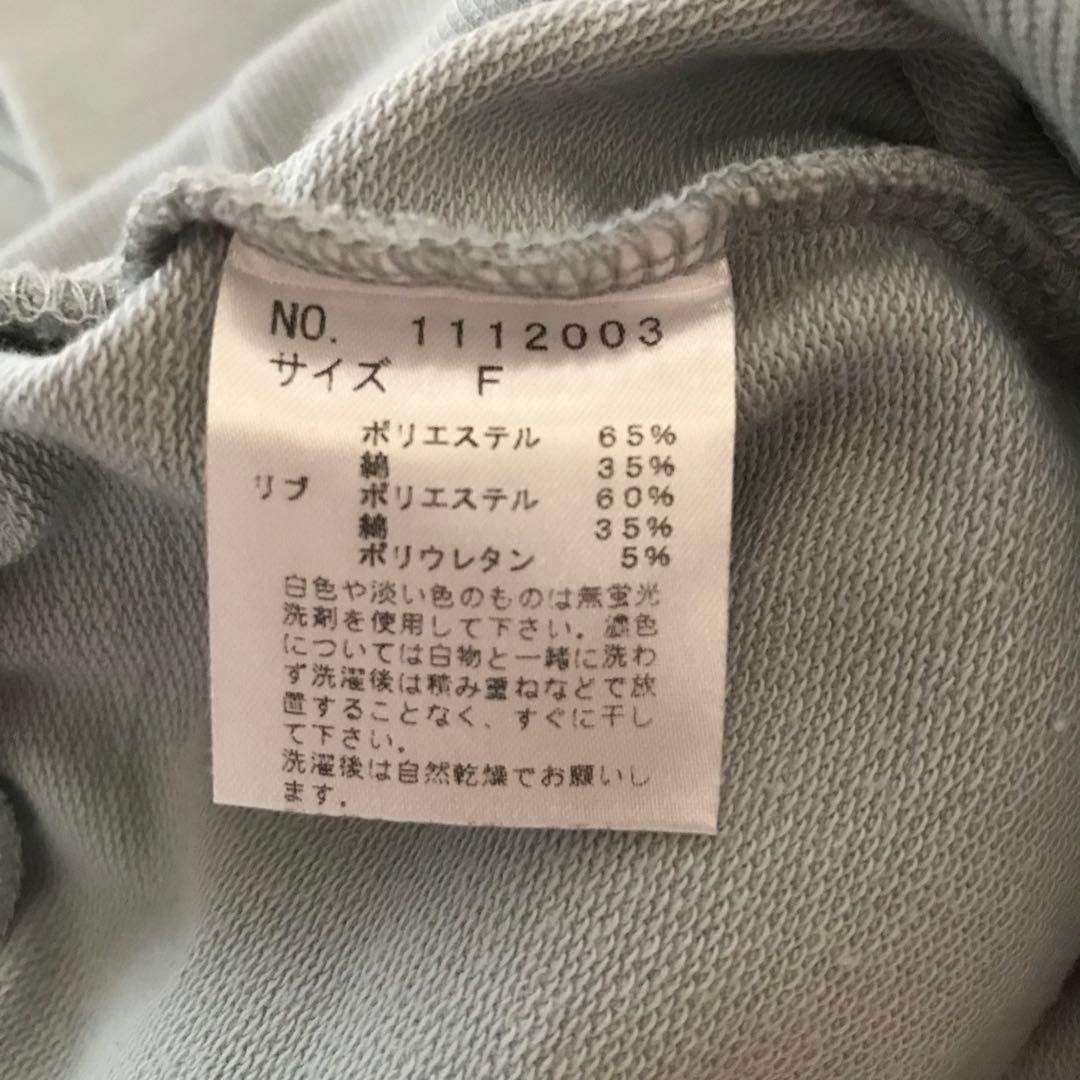 NO. 1112003
サイズ F
ポリエステル 65%
綿 35%
リブ ポリエステル 60%
綿 35%
ポリウレタン 5%
白色や淡い色のものは無蛍光
洗剤を使用して下さい．濃色
については白物と一緒に洗わ
ず洗濯後は積み重ねなどで放
置することなく、すぐに干し
て下さい．
洗濯後は自然乾燥でお願いし
ます．